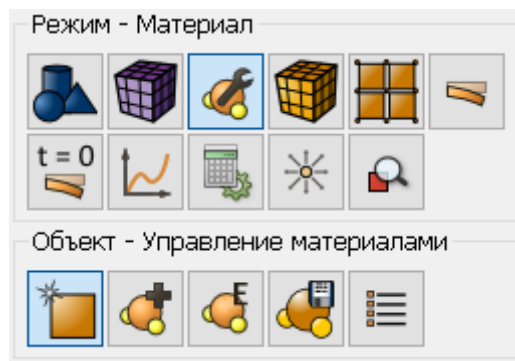 Режим - Материал
t = 0
Объект - Управление материалами
E